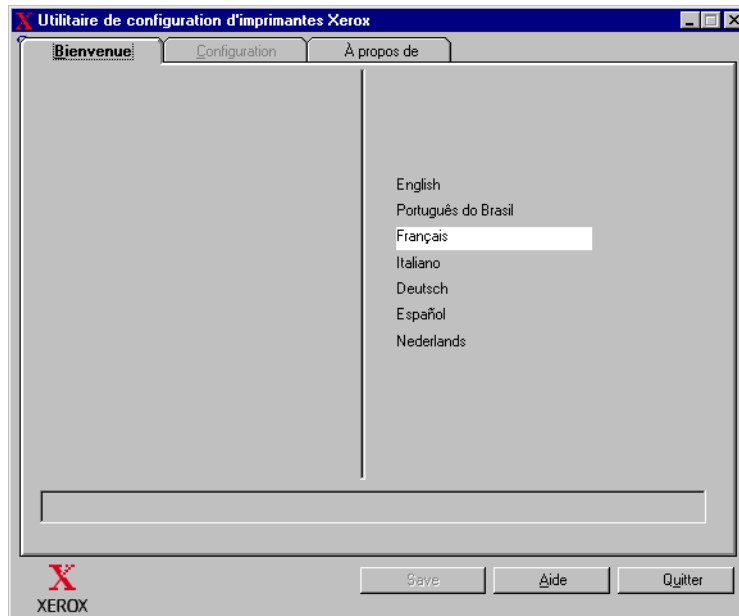 Utilitaire de configuration d'imprimantes Xerox
Bienvenue
Configuration
À propos de
English
Português do Brasil
Français
Italiano
Deutsch
Español
Nederlands
Save
Aide
Quitter
XEROX